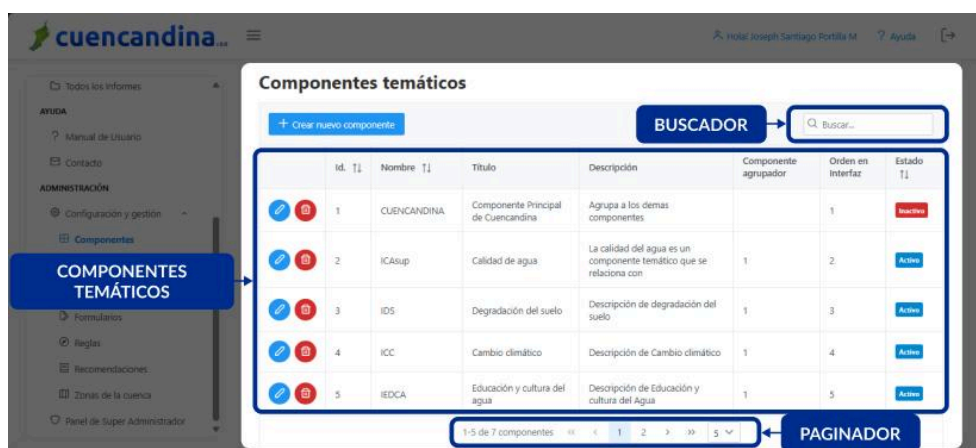 cuencandina
Hola! Joseph Santiago Portilla M
? Ayuda
Todos los Informes
AYUDA
? Manual de Usuario
Contacto
ADMINISTRACIÓN
Configuración y gestión
Componentes
COMPONENTES
TEMÁTICOS
Formularios
Reglas
Recomendaciones
Zonas de la cuenca
Panel de Super Administrador
Componentes temáticos
+ Crear nuevo componente
BUSCADOR
Buscar...
Id. Nombre Título Descripción Componente agrupador Orden en Interfaz Estado
1 CUENCANDINA Componente Principal de Cuencandina Agrupa a los demas componentes 1 Inactivo
2 ICAsup Calidad de agua La calidad del agua es un componente temático que se relaciona con 1 2 Activo
3 IDS Degradación del suelo Descripción de degradación del suelo 1 3 Activo
4 ICC Cambio climático Descripción de Cambio climático 1 4 Activo
5 IEDCA Educación y cultura del agua Descripción de Educación y cultura del Agua 1 5 Activo
1-5 de 7 componentes << < 1 2 > >> 5
PAGINADOR